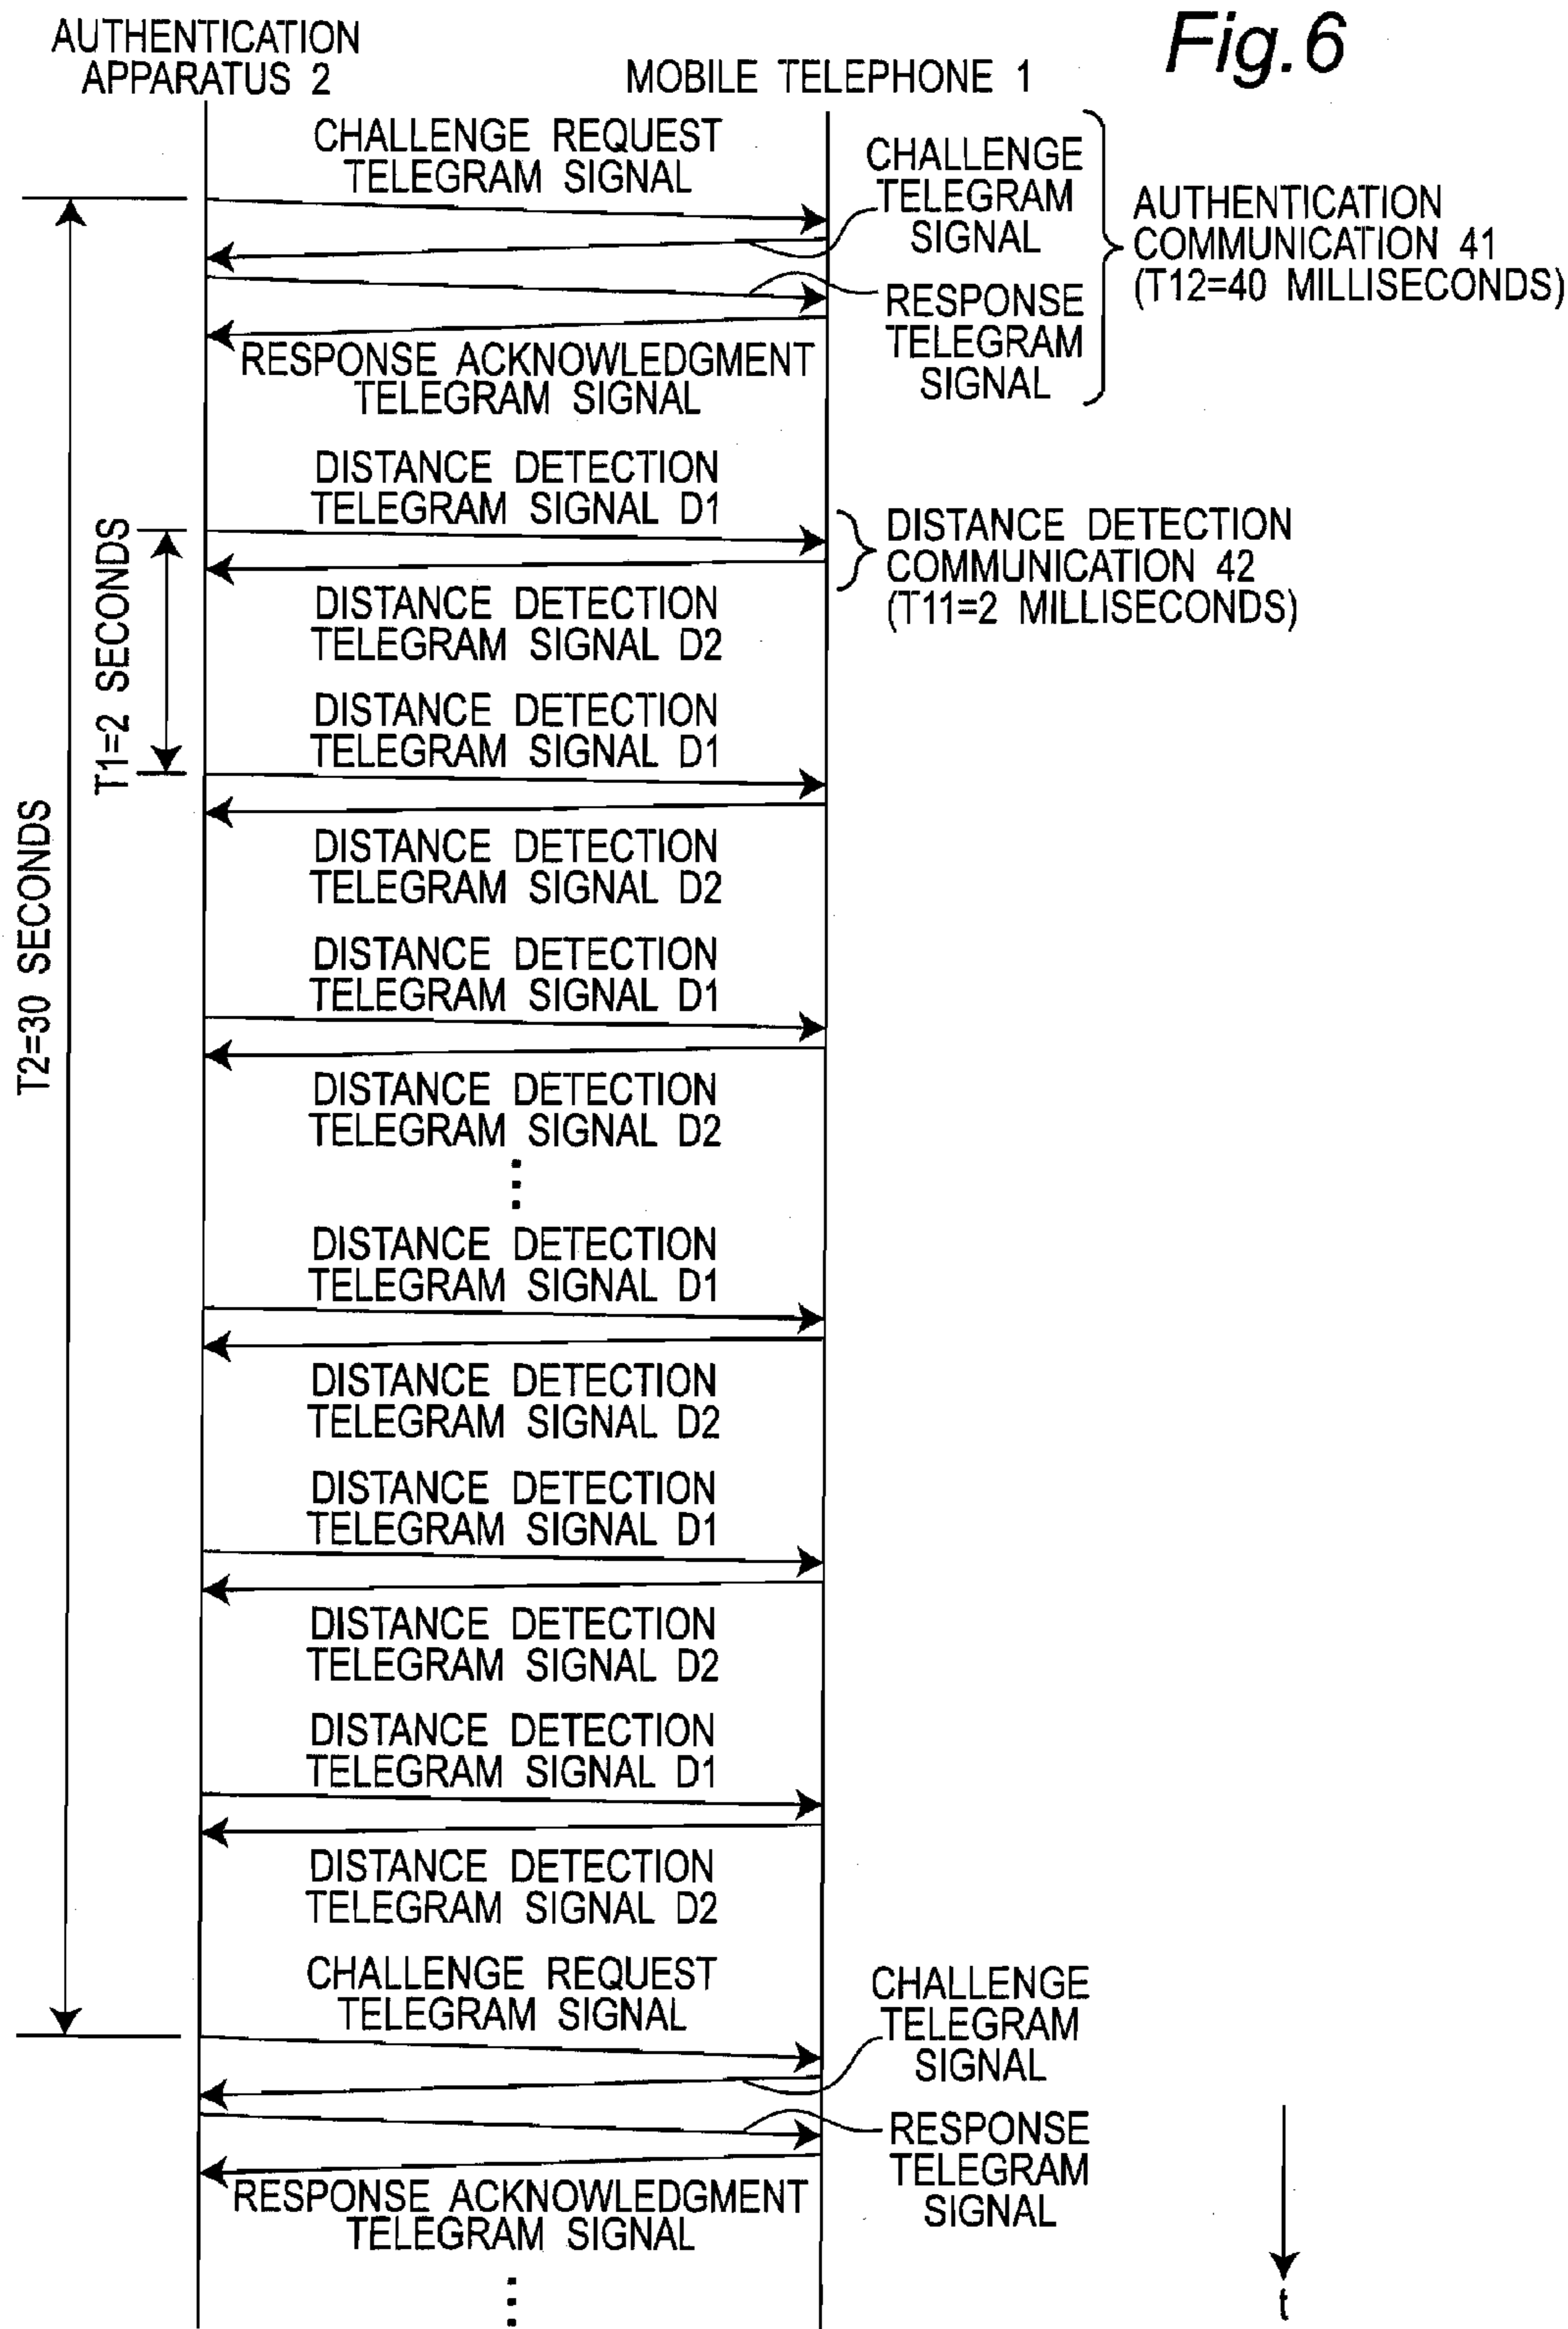 Fig.6
AUTHENTICATION
APPARATUS 2
MOBILE TELEPHONE 1
CHALLENGE REQUEST
TELEGRAM SIGNAL
CHALLENGE
TELEGRAM
SIGNAL
AUTHENTICATION
COMMUNICATION 41
(T12=40 MILLISECONDS)
RESPONSE
TELEGRAM
SIGNAL
RESPONSE ACKNOWLEDGMENT
TELEGRAM SIGNAL
DISTANCE DETECTION
TELEGRAM SIGNAL D1
DISTANCE DETECTION
COMMUNICATION 42
(T11=2 MILLISECONDS)
T1=2 SECONDS
DISTANCE DETECTION
TELEGRAM SIGNAL D2
DISTANCE DETECTION
TELEGRAM SIGNAL D1
T2=30 SECONDS
DISTANCE DETECTION
TELEGRAM SIGNAL D2
DISTANCE DETECTION
TELEGRAM SIGNAL D1
DISTANCE DETECTION
TELEGRAM SIGNAL D2
DISTANCE DETECTION
TELEGRAM SIGNAL D1
DISTANCE DETECTION
TELEGRAM SIGNAL D2
DISTANCE DETECTION
TELEGRAM SIGNAL D1
DISTANCE DETECTION
TELEGRAM SIGNAL D2
DISTANCE DETECTION
TELEGRAM SIGNAL D1
DISTANCE DETECTION
TELEGRAM SIGNAL D2
CHALLENGE REQUEST
TELEGRAM SIGNAL
CHALLENGE
TELEGRAM
SIGNAL
RESPONSE
TELEGRAM
SIGNAL
RESPONSE ACKNOWLEDGMENT
TELEGRAM SIGNAL
t